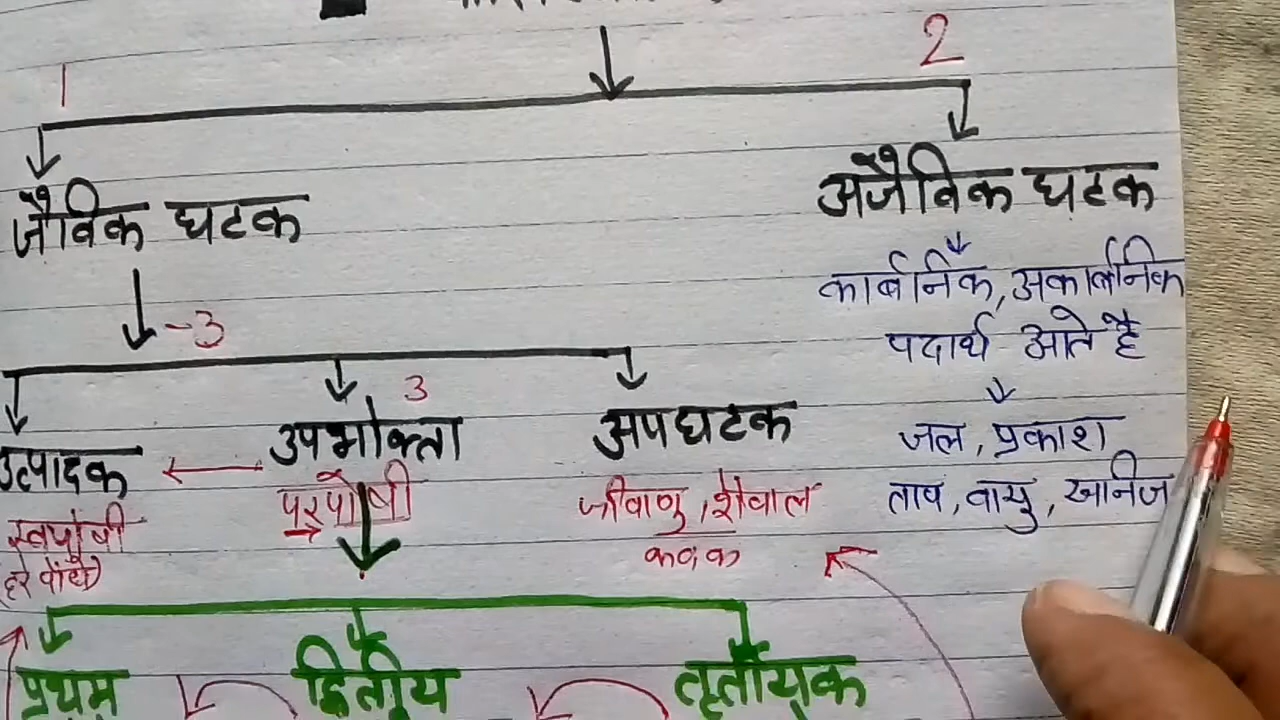 1
2
जैविक घटक
अजैविक घटक
कार्बनिक, अकार्बनिक
पदार्थ आते है
-3
3
उत्पादक
उपभोक्ता
अपघटक
जल, प्रकाश
ताप, वायु, खनिज
स्वपोषी
हरे पौधे
परपोषी
जीवाणु, शैवाल
कवक
प्रथम
द्वितीय
तृतीयक